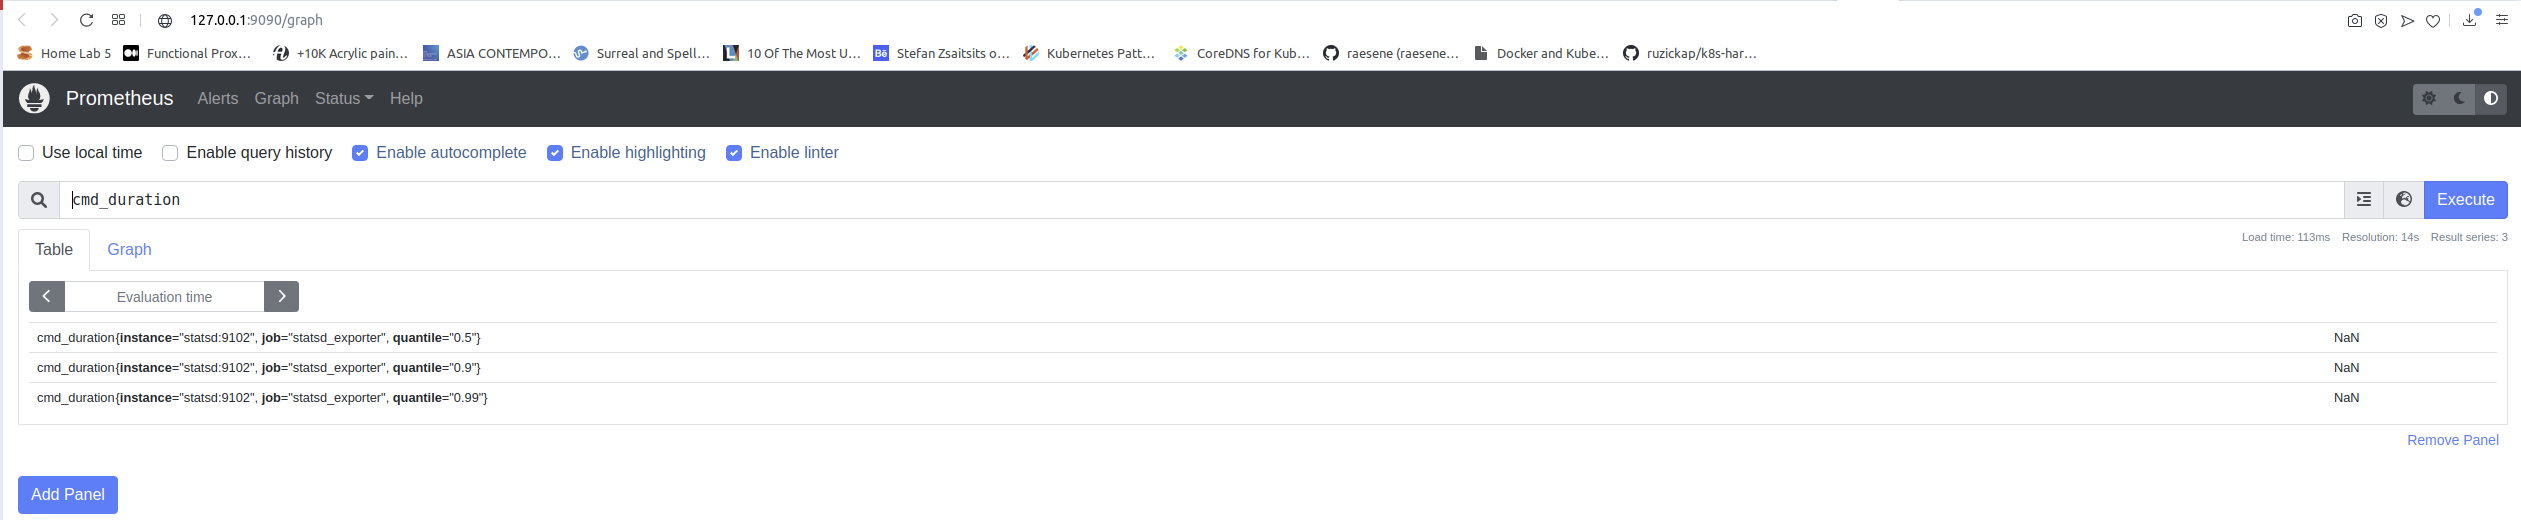 127.0.0.1:9090/graph
Home Lab 5 Functional Prox... +10K Acrylic pain... ASIA CONTEMPO... Surreal and Spell... 10 Of The Most U... Stefan Zsaitsits o... Kubernetes Patt... CoreDNS for Kub... raesene (raesene... Docker and Kube... ruzickap/k8s-har...
Prometheus Alerts Graph Status Help
Use local time Enable query history Enable autocomplete Enable highlighting Enable linter
cmd_duration Execute
Table Graph Load time: 113ms Resolution: 14s Result series: 3
Evaluation time
cmd_duration{instance="statsd:9102", job="statsd_exporter", quantile="0.5"} NaN
cmd_duration{instance="statsd:9102", job="statsd_exporter", quantile="0.9"} NaN
cmd_duration{instance="statsd:9102", job="statsd_exporter", quantile="0.99"} NaN
Remove Panel
Add Panel